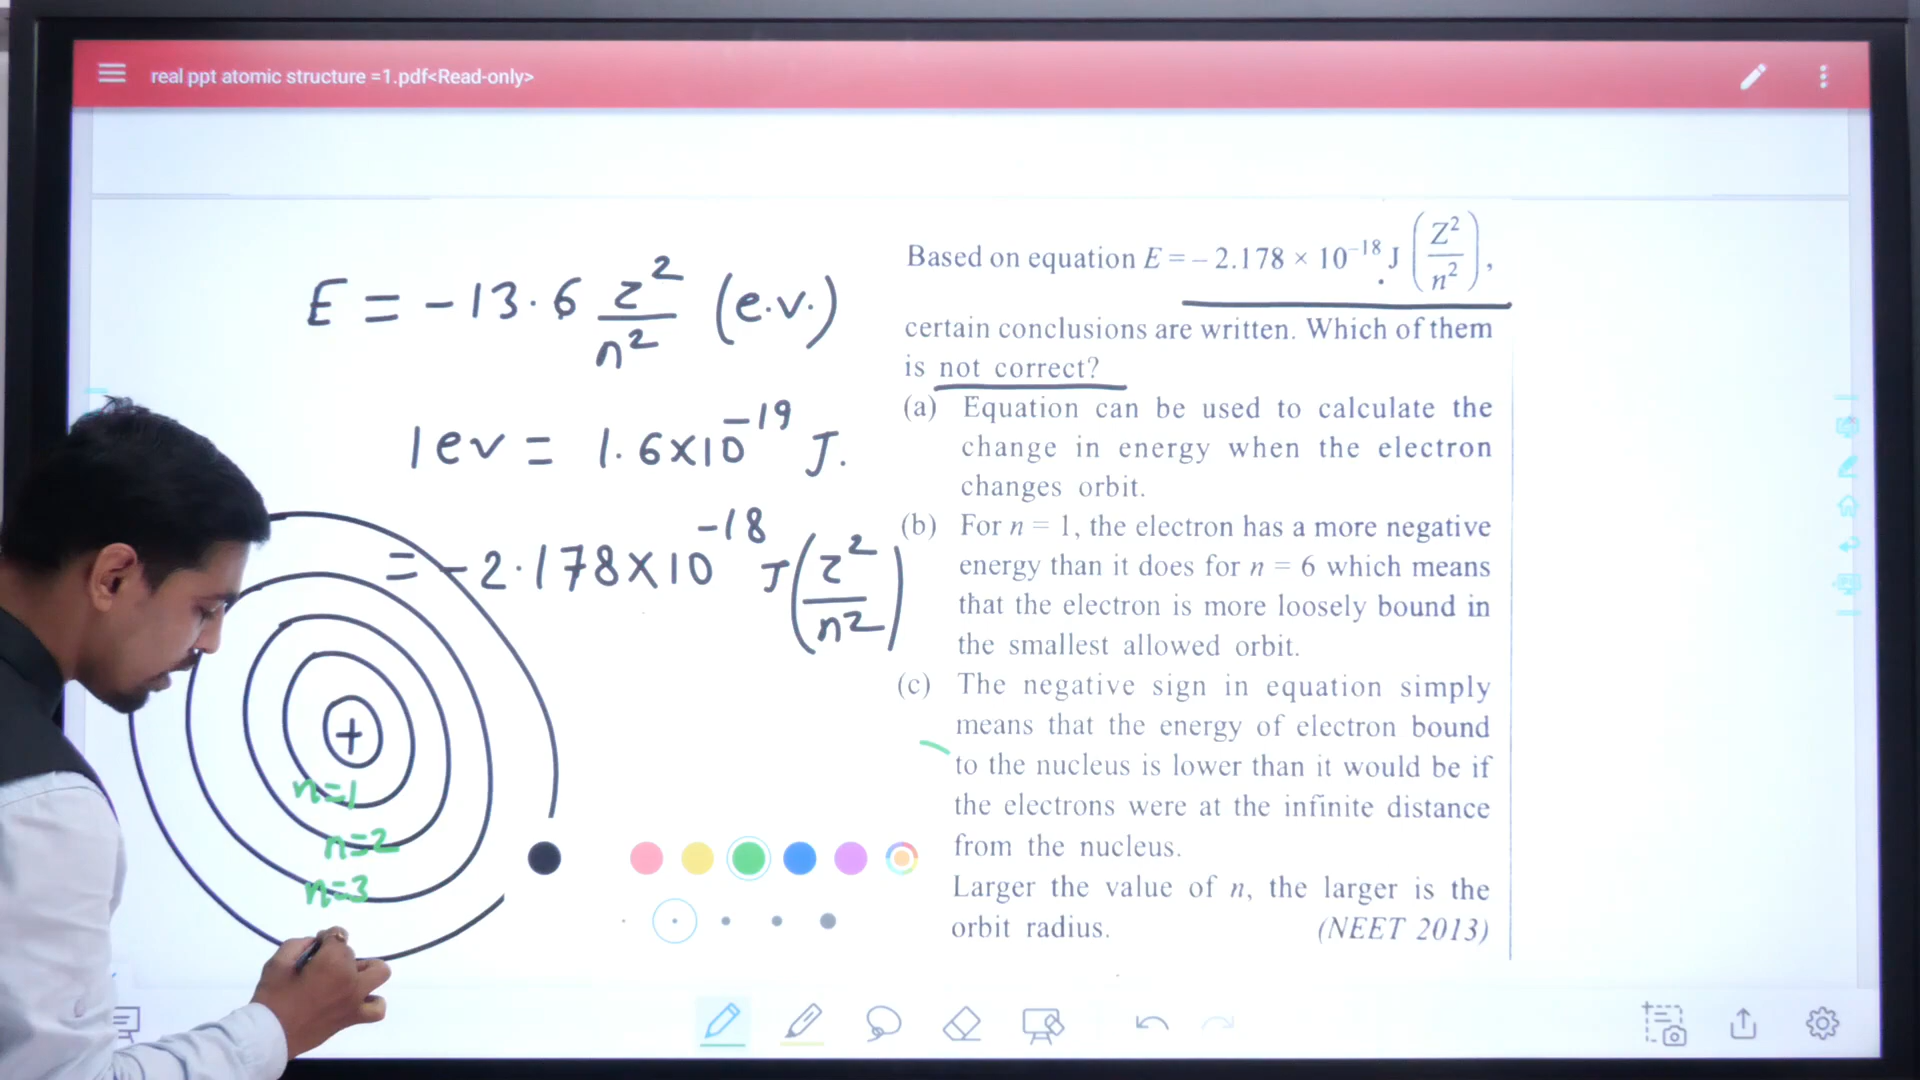 real ppt atomic structure =1.pdf<Read-only>
E = -13.6 z²/n² (e.v.)
1ev = 1.6×10⁻¹⁹ J.
= -2.178×10⁻¹⁸ J(z²/n²)
+
n=1
n=2
n=3
Based on equation E = – 2.178 × 10⁻¹⁸ J (Z²/n²),
certain conclusions are written. Which of them
is not correct?
(a) Equation can be used to calculate the
change in energy when the electron
changes orbit.
(b) For n = 1, the electron has a more negative
energy than it does for n = 6 which means
that the electron is more loosely bound in
the smallest allowed orbit.
(c) The negative sign in equation simply
means that the energy of electron bound
to the nucleus is lower than it would be if
the electrons were at the infinite distance
from the nucleus.
Larger the value of n, the larger is the
orbit radius. (NEET 2013)